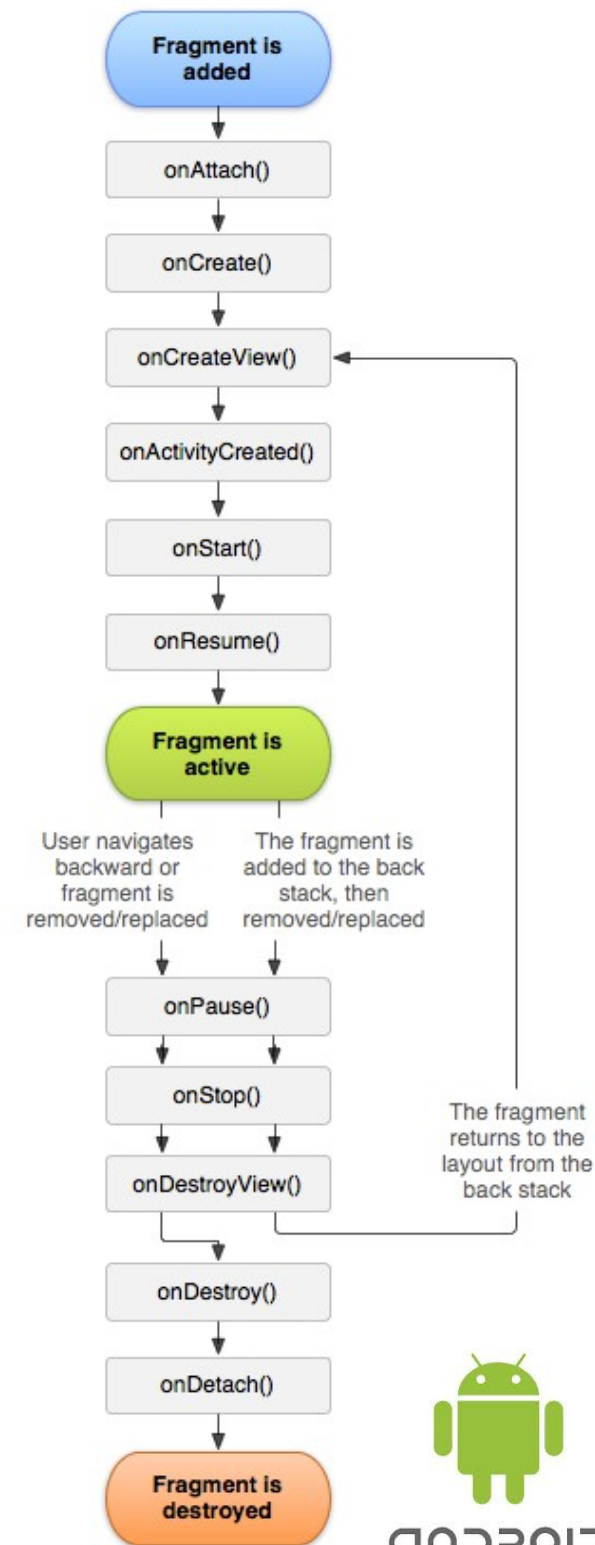 Fragment is
added
onAttach()
onCreate()
onCreateView()
onActivityCreated()
onStart()
onResume()
Fragment is
active
User navigates
backward or
fragment is
removed/replaced
The fragment is
added to the back
stack, then
removed/replaced
onPause()
onStop()
onDestroyView()
The fragment
returns to the
layout from the
back stack
onDestroy()
onDetach()
Fragment is
destroyed